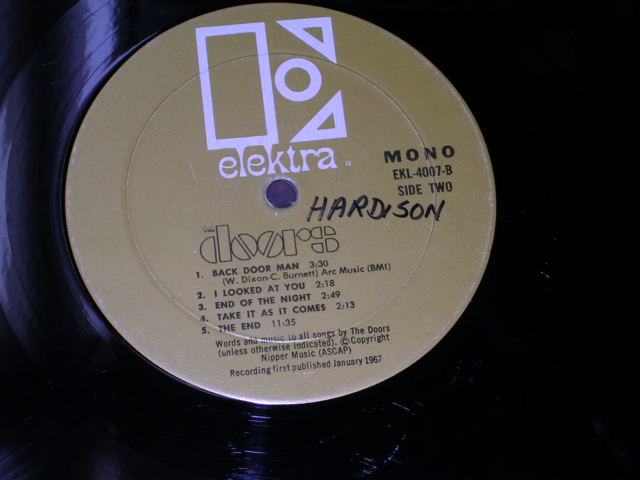 elektra
MONO
EKL-4007-B
SIDE TWO
HARDISON
THE
doors
1. BACK DOOR MAN 3:30
(W. Dixon-C. Burnett) Arc Music (BMI)
2. I LOOKED AT YOU 2:18
3. END OF THE NIGHT 2:49
4. TAKE IT AS IT COMES 2:13
5. THE END 11:35
Words and music to all songs by The Doors
(unless otherwise indicated). © Copyright
Nipper Music (ASCAP)
Recording first published January 1967